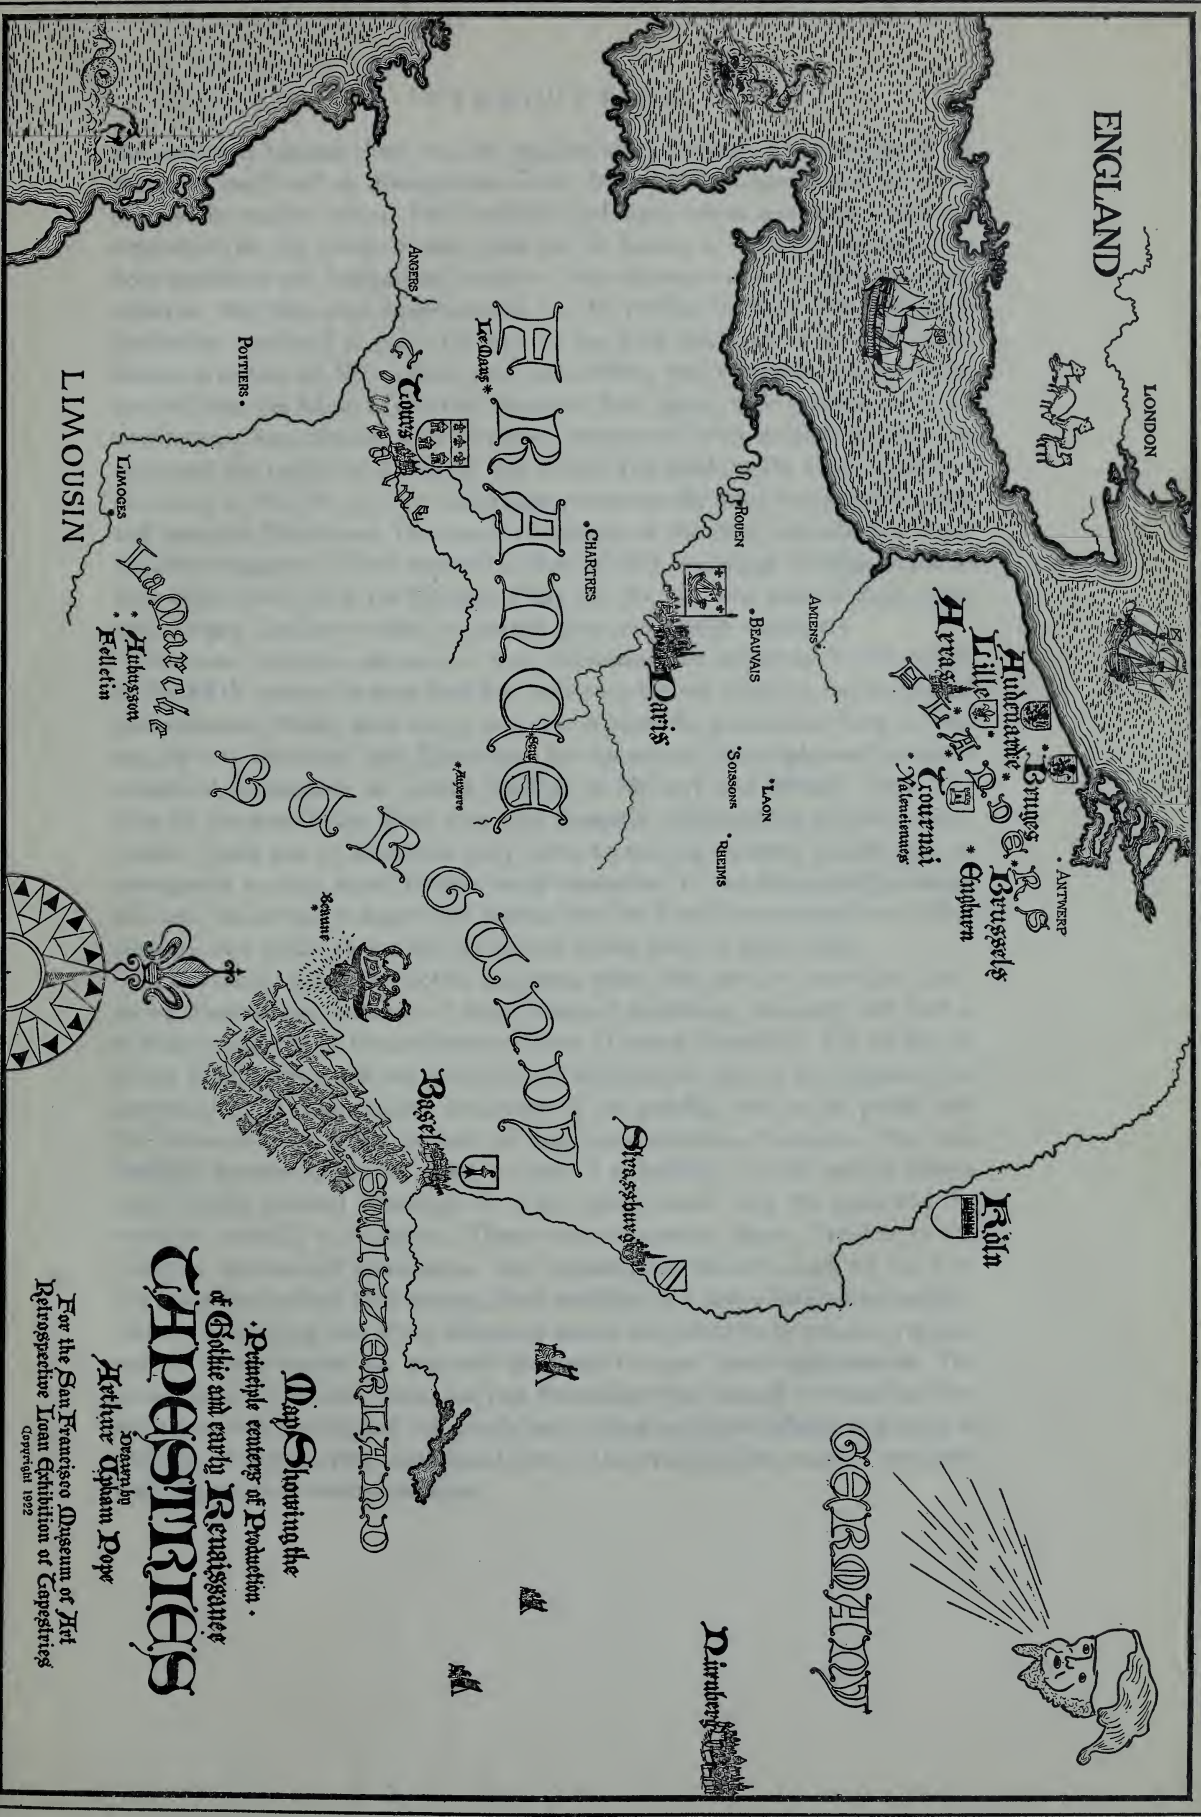 ENGLAND
LONDON
ANTWERP
Bruges
Audenarde
Brussels
Lille
FLANDERS
Enghien
Arras
Tournai
Valenciennes
Köln
AMIENS
LAON
BEAUVAIS
SOISSONS
RHEIMS
ROUEN
Paris
GERMANY
Nürnberg
Strassburg
CHARTRES
FRANCE
Le Mans
Sens
Auxerre
ANGERS
Tours
Touraine
BURGANDY
Basel
Beaune
SWITZERLAND
POITIERS
LIMOGES
LIMOUSIN
La Marche
Aubusson
Felletin
Map Showing the
· Principle centers of Production ·
of Gothic and early Renaissance
TAPESTRIES
Drawn by
Arthur Upham Pope
For the San Francisco Museum of Art
Retrospective Loan Exhibition of Tapestries
Copyright 1922